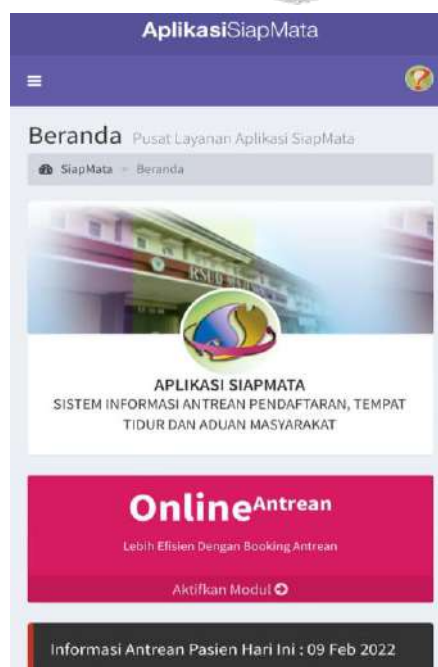 AplikasiSiapMata
Beranda Pusat Layanan Aplikasi SiapMata
SiapMata Beranda
RSUD
APLIKASI SIAPMATA
SISTEM INFORMASI ANTREAN PENDAFTARAN, TEMPAT
TIDUR DAN ADUAN MASYARAKAT
OnlineAntrean
Lebih Efisien Dengan Booking Antrean
Aktifkan Modul
Informasi Antrean Pasien Hari Ini : 09 Feb 2022